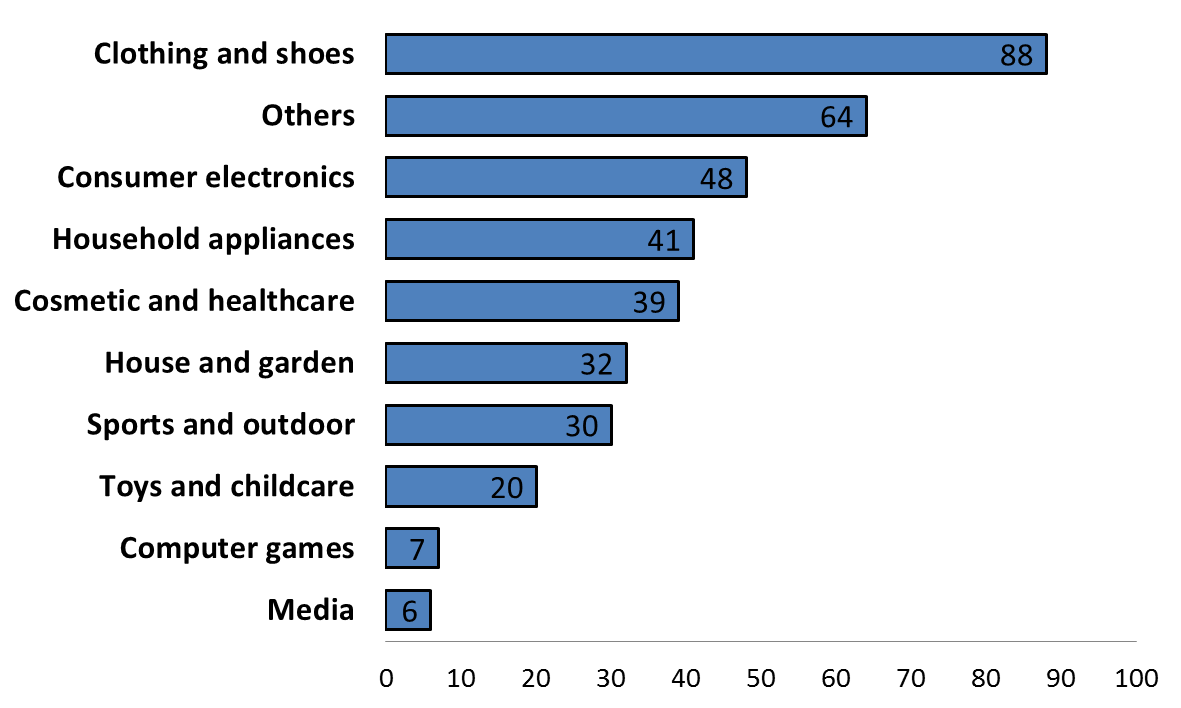 Clothing and shoes 88
Others 64
Consumer electronics 48
Household appliances 41
Cosmetic and healthcare 39
House and garden 32
Sports and outdoor 30
Toys and childcare 20
Computer games 7
Media 6
0 10 20 30 40 50 60 70 80 90 100